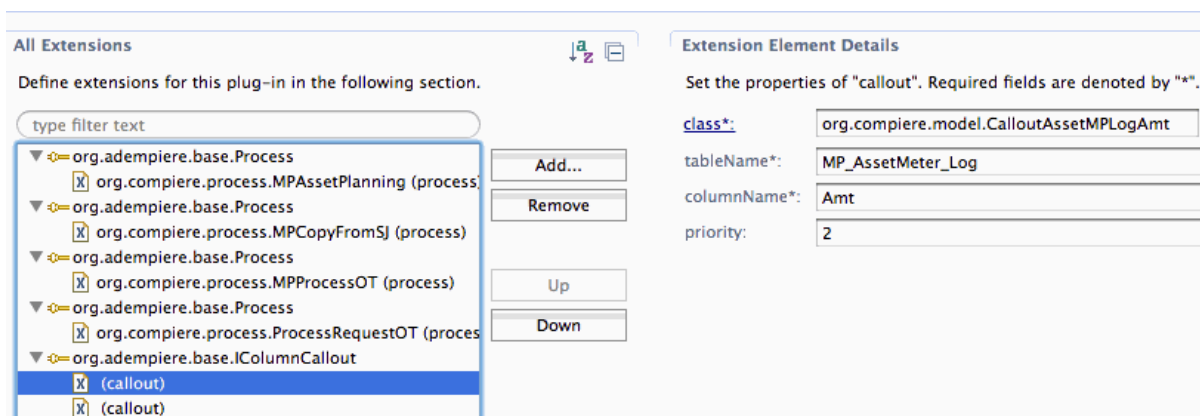 All Extensions
Define extensions for this plug-in in the following section.
type filter text
org.adempiere.base.Process
org.compiere.process.MPAssetPlanning (process
org.adempiere.base.Process
org.compiere.process.MPCopyFromSJ (process)
org.adempiere.base.Process
org.compiere.process.MPProcessOT (process)
org.adempiere.base.Process
org.compiere.process.ProcessRequestOT (proces
org.adempiere.base.IColumnCallout
(callout)
(callout)
Add...
Remove
Up
Down
Extension Element Details
Set the properties of "callout". Required fields are denoted by "*".
class*: org.compiere.model.CalloutAssetMPLogAmt
tableName*: MP_AssetMeter_Log
columnName*: Amt
priority: 2